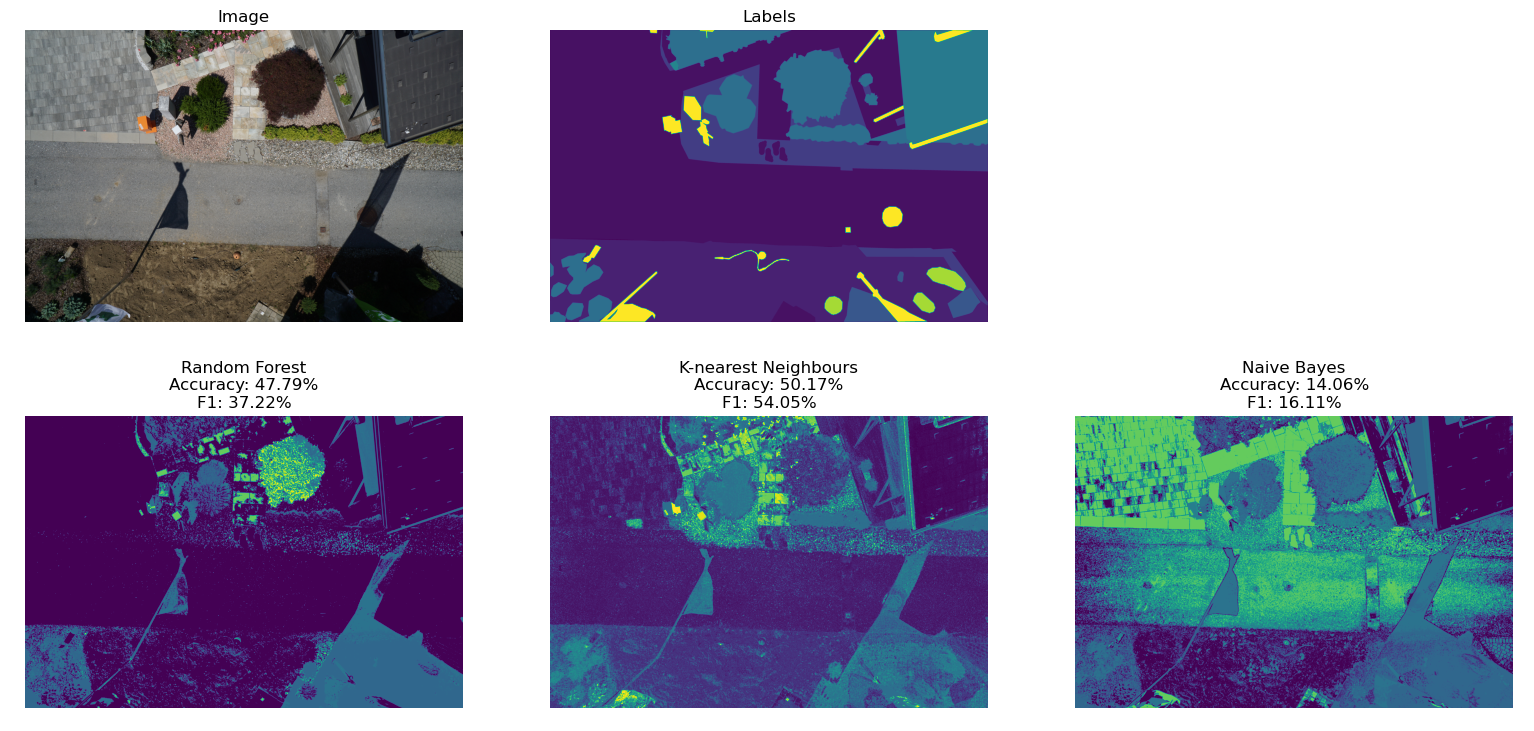 Image
Labels
Random Forest
Accuracy: 47.79%
F1: 37.22%
K-nearest Neighbours
Accuracy: 50.17%
F1: 54.05%
Naive Bayes
Accuracy: 14.06%
F1: 16.11%